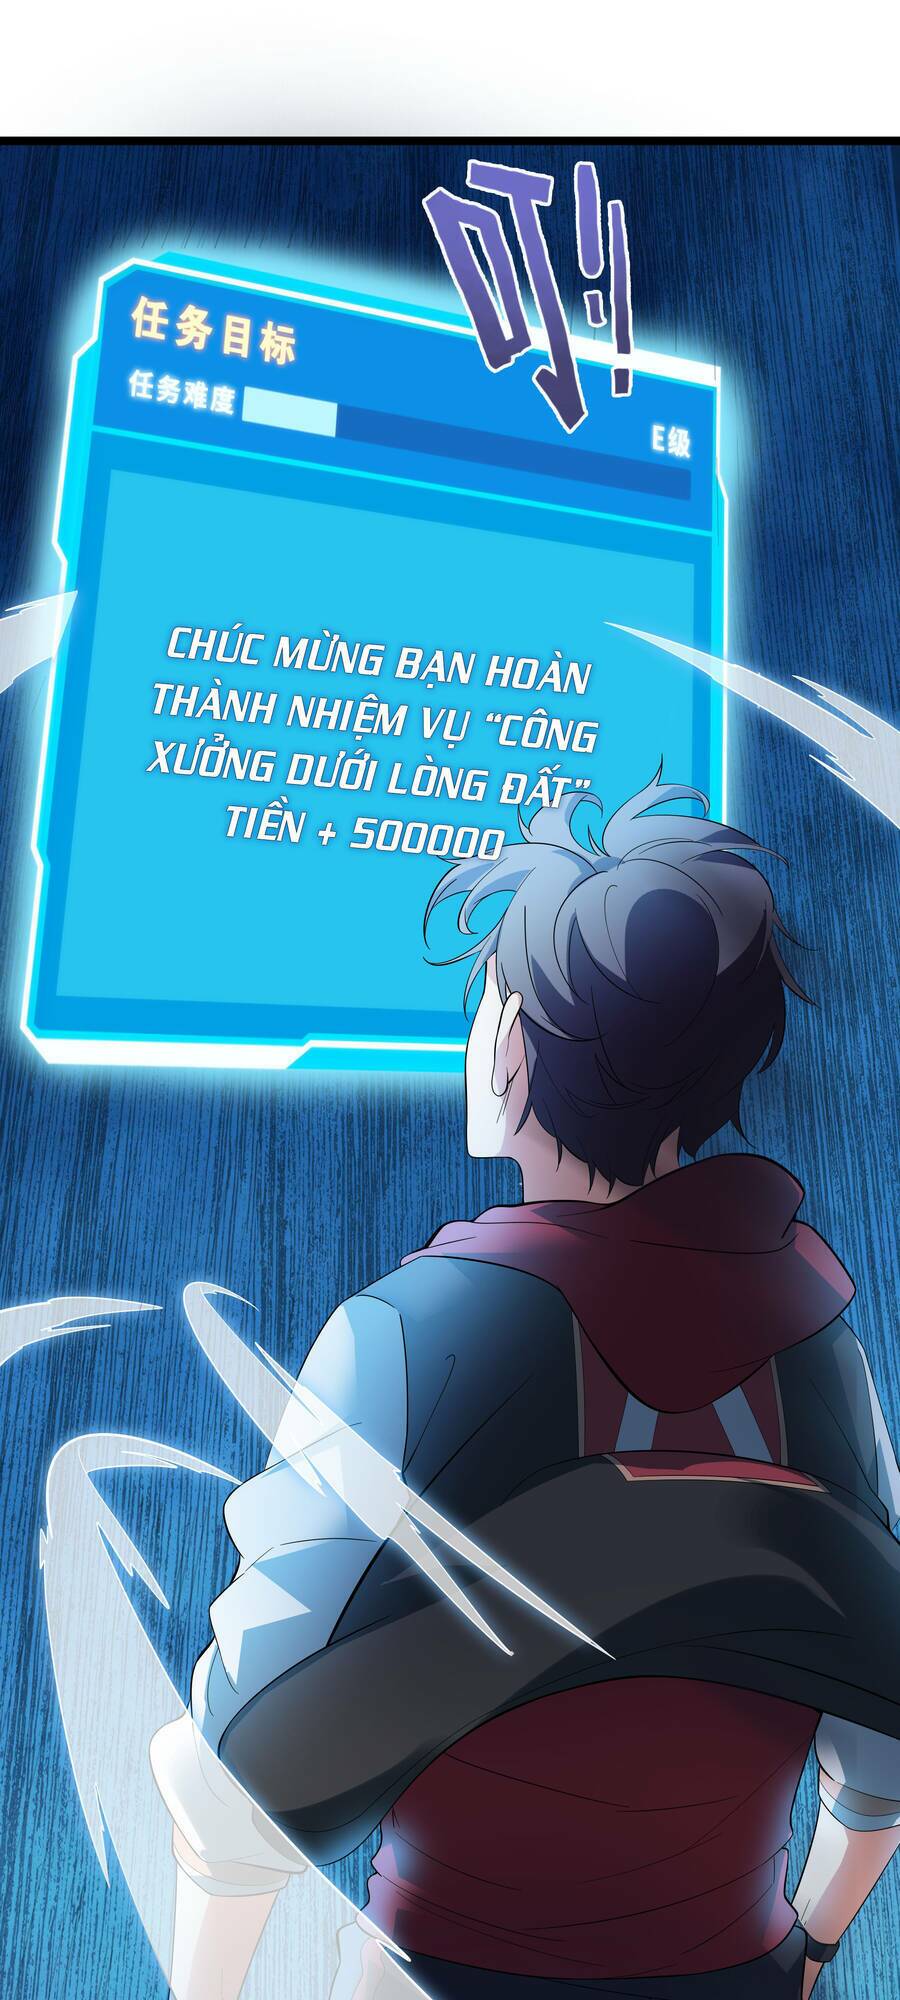 叮!!
任务目标
任务难度
E级
CHÚC MỪNG BẠN HOÀN
THÀNH NHIỆM VỤ “CÔNG
XƯỞNG DƯỚI LÒNG ĐẤT”
TIỀN + 500000